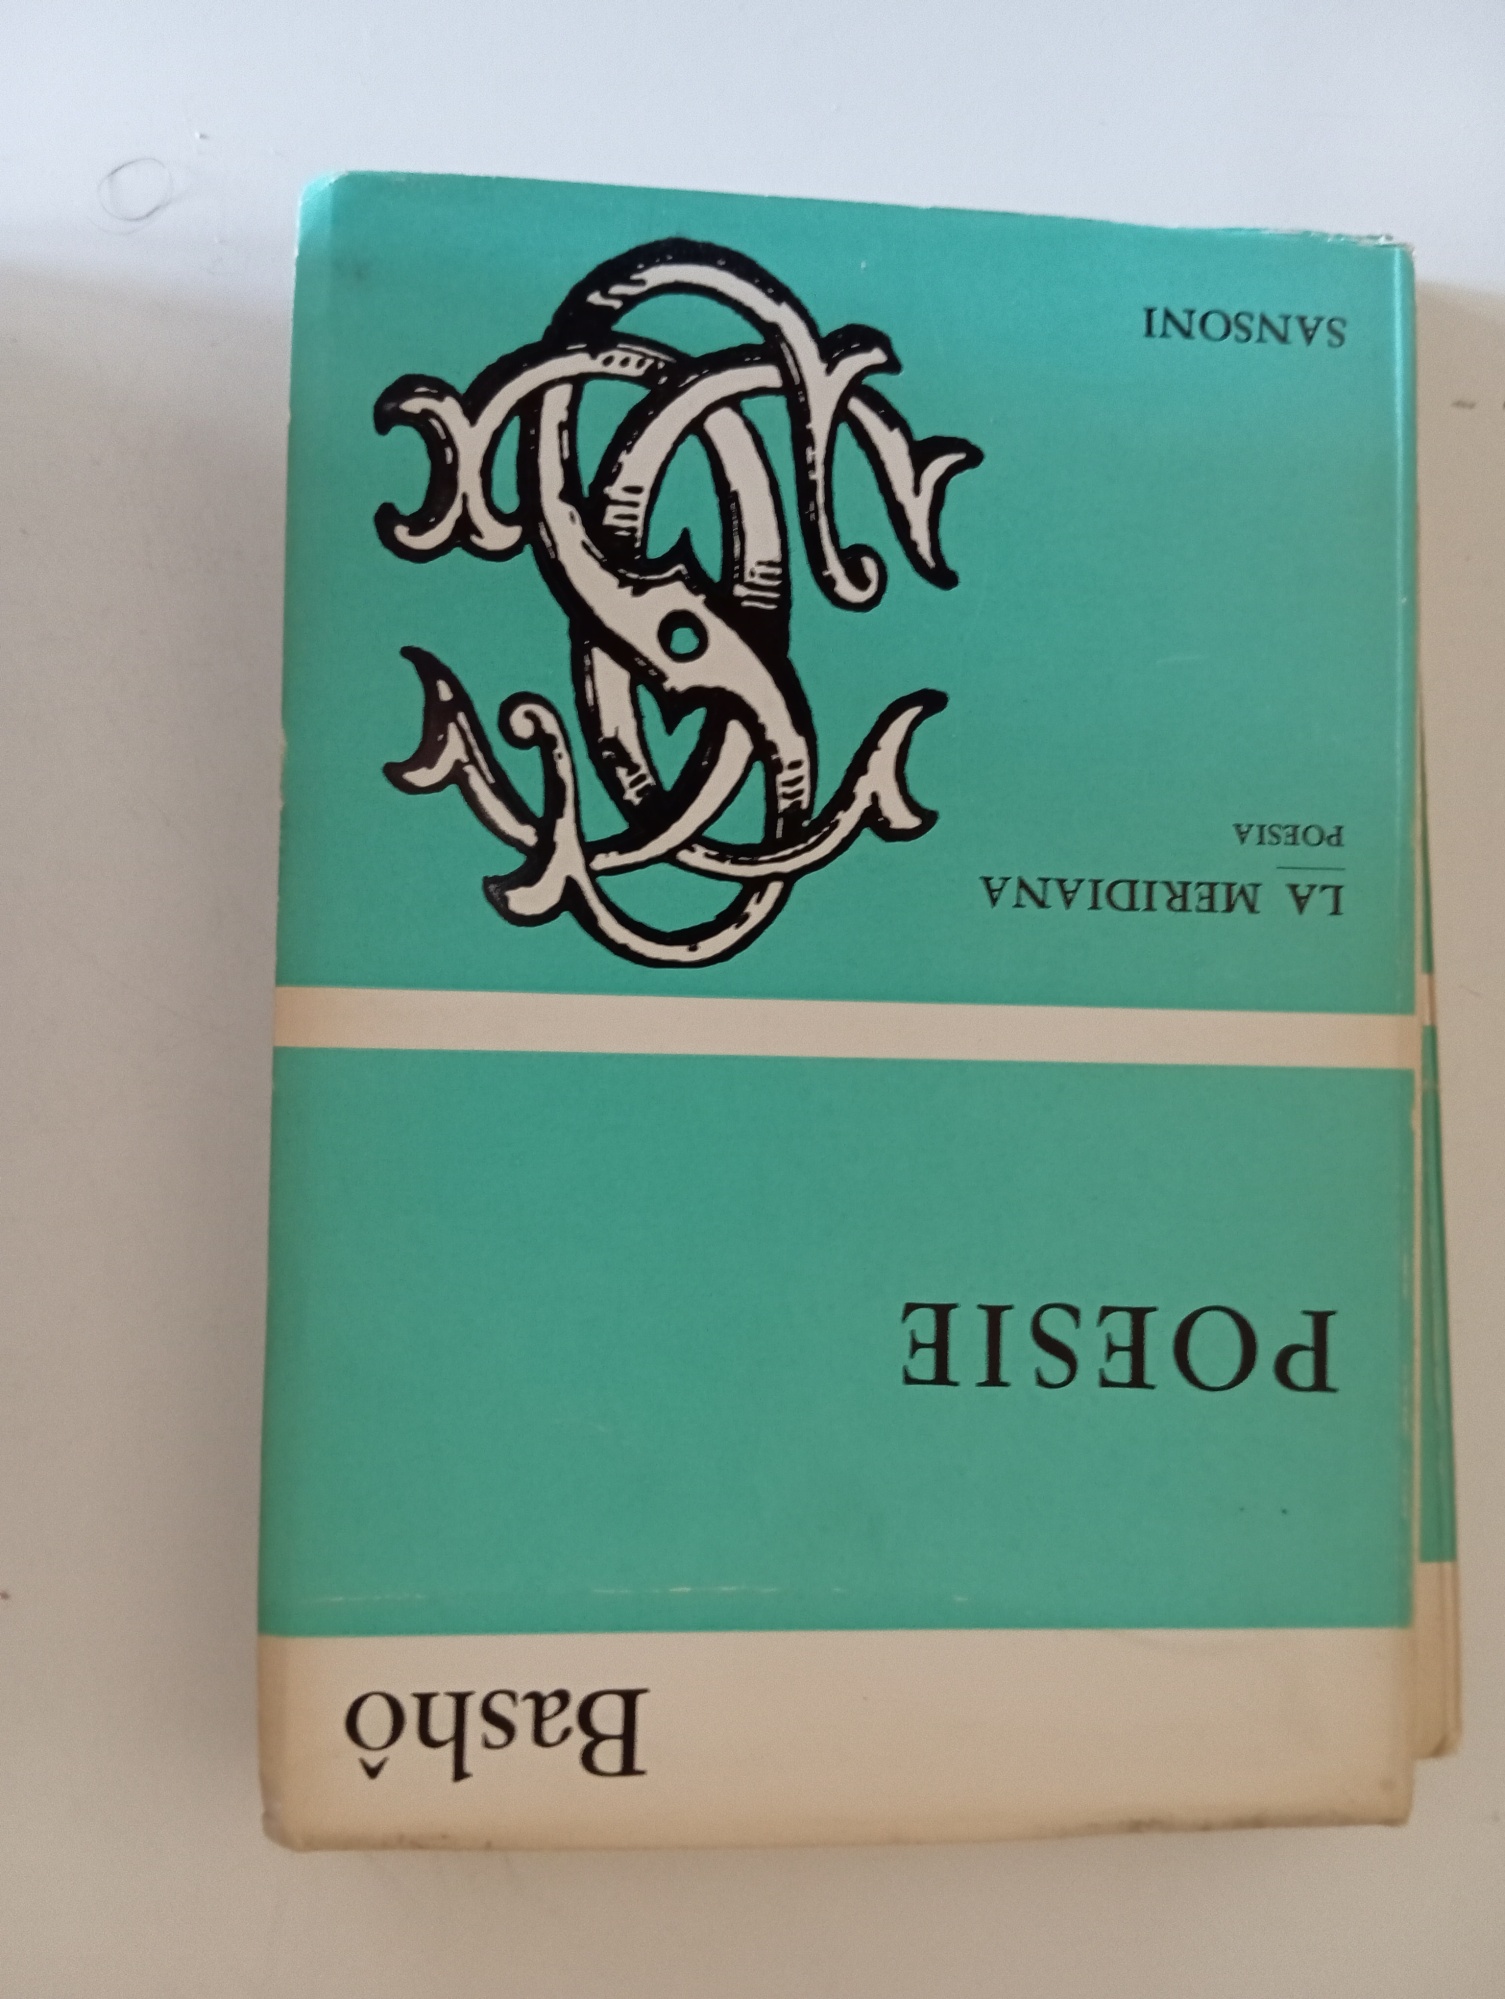 Bashô
POESIE
LA MERIDIANA
POESIA
SANSONI